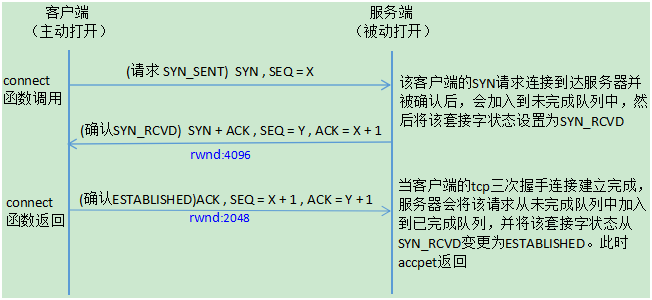 客户端
（主动打开）
服务端
（被动打开）
connect
函数调用
(请求 SYN_SENT) SYN , SEQ = X
该客户端的SYN请求连接到达服务器并
被确认后，会加入到未完成队列中，然
后将该套接字状态设置为SYN_RCVD
(确认SYN_RCVD) SYN + ACK , SEQ = Y , ACK = X + 1
rwnd:4096
connect
函数返回
(确认ESTABLISHED)ACK , SEQ = X + 1 , ACK = Y + 1
rwnd:2048
当客户端的tcp三次握手连接建立完成，
服务器会将该请求从未完成队列中加入
到已完成队列，并将该套接字状态从
SYN_RCVD变更为ESTABLISHED。此时
accpet返回